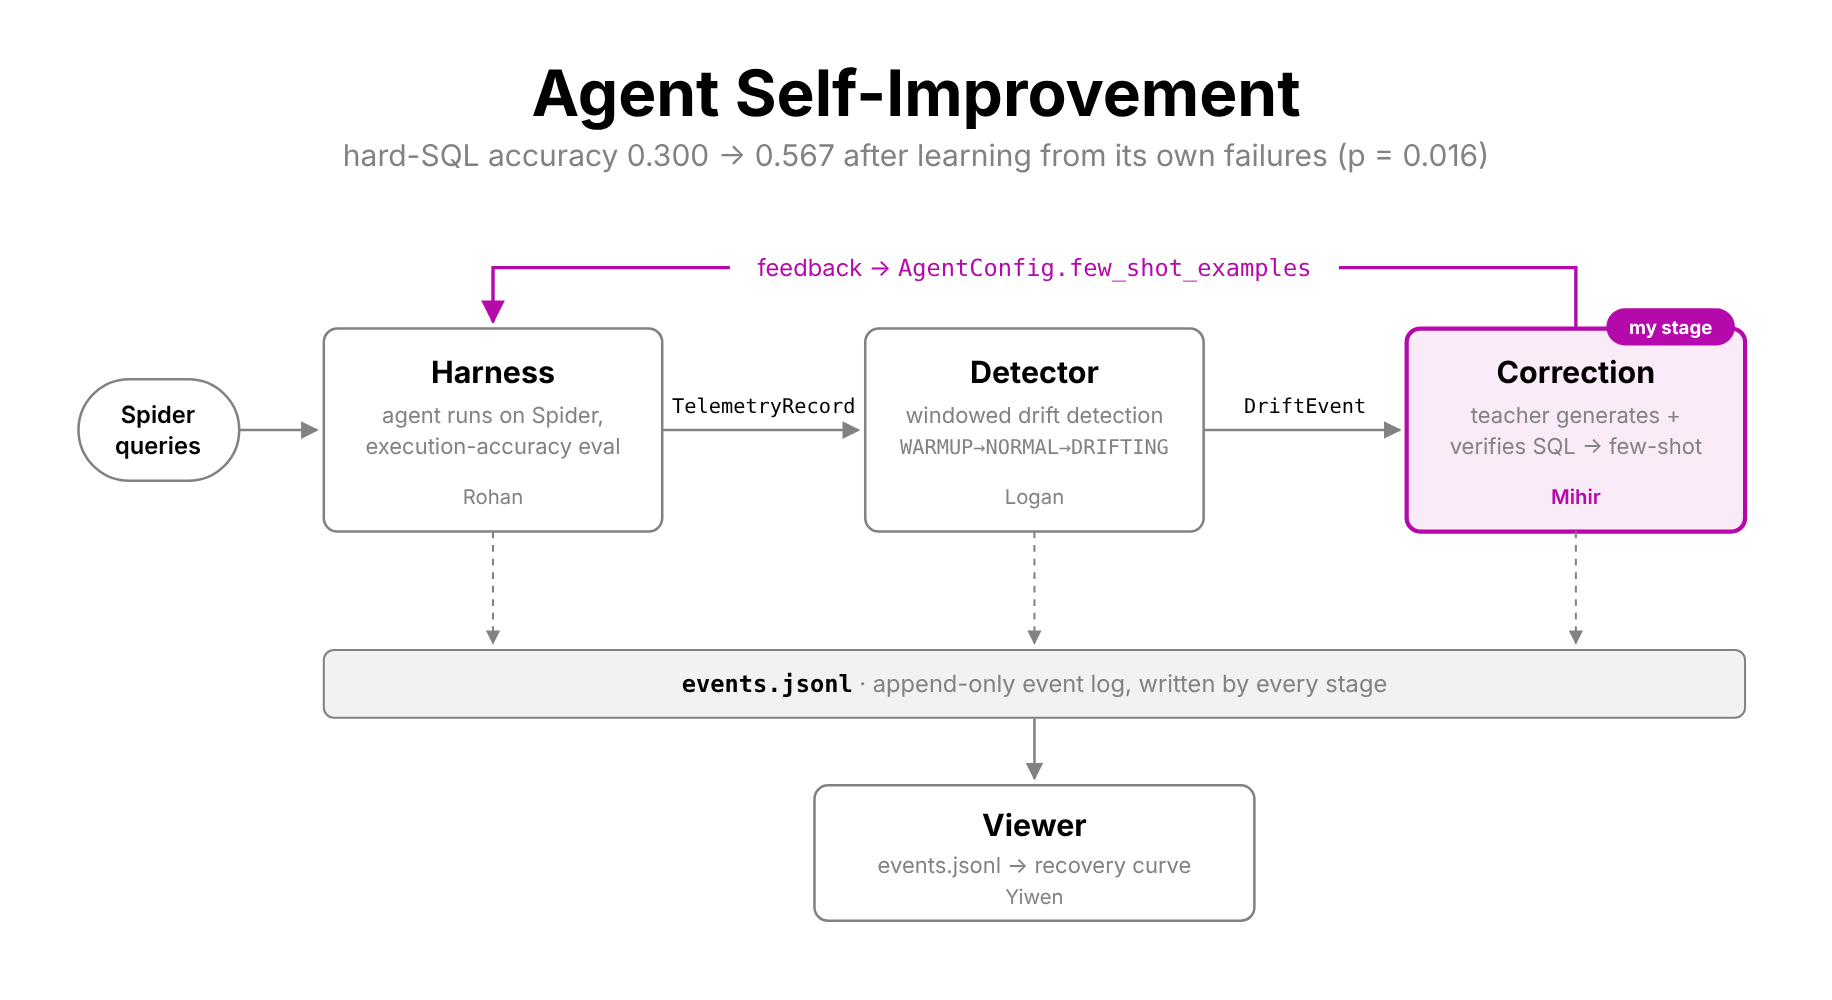 Agent Self-Improvement
hard-SQL accuracy 0.300 → 0.567 after learning from its own failures (p = 0.016)
feedback → AgentConfig.few_shot_examples
my stage
Spider
queries
Harness
agent runs on Spider,
execution-accuracy eval
Rohan
TelemetryRecord
Detector
windowed drift detection
WARMUP→NORMAL→DRIFTING
Logan
DriftEvent
Correction
teacher generates +
verifies SQL → few-shot
Mihir
events.jsonl · append-only event log, written by every stage
Viewer
events.jsonl → recovery curve
Yiwen